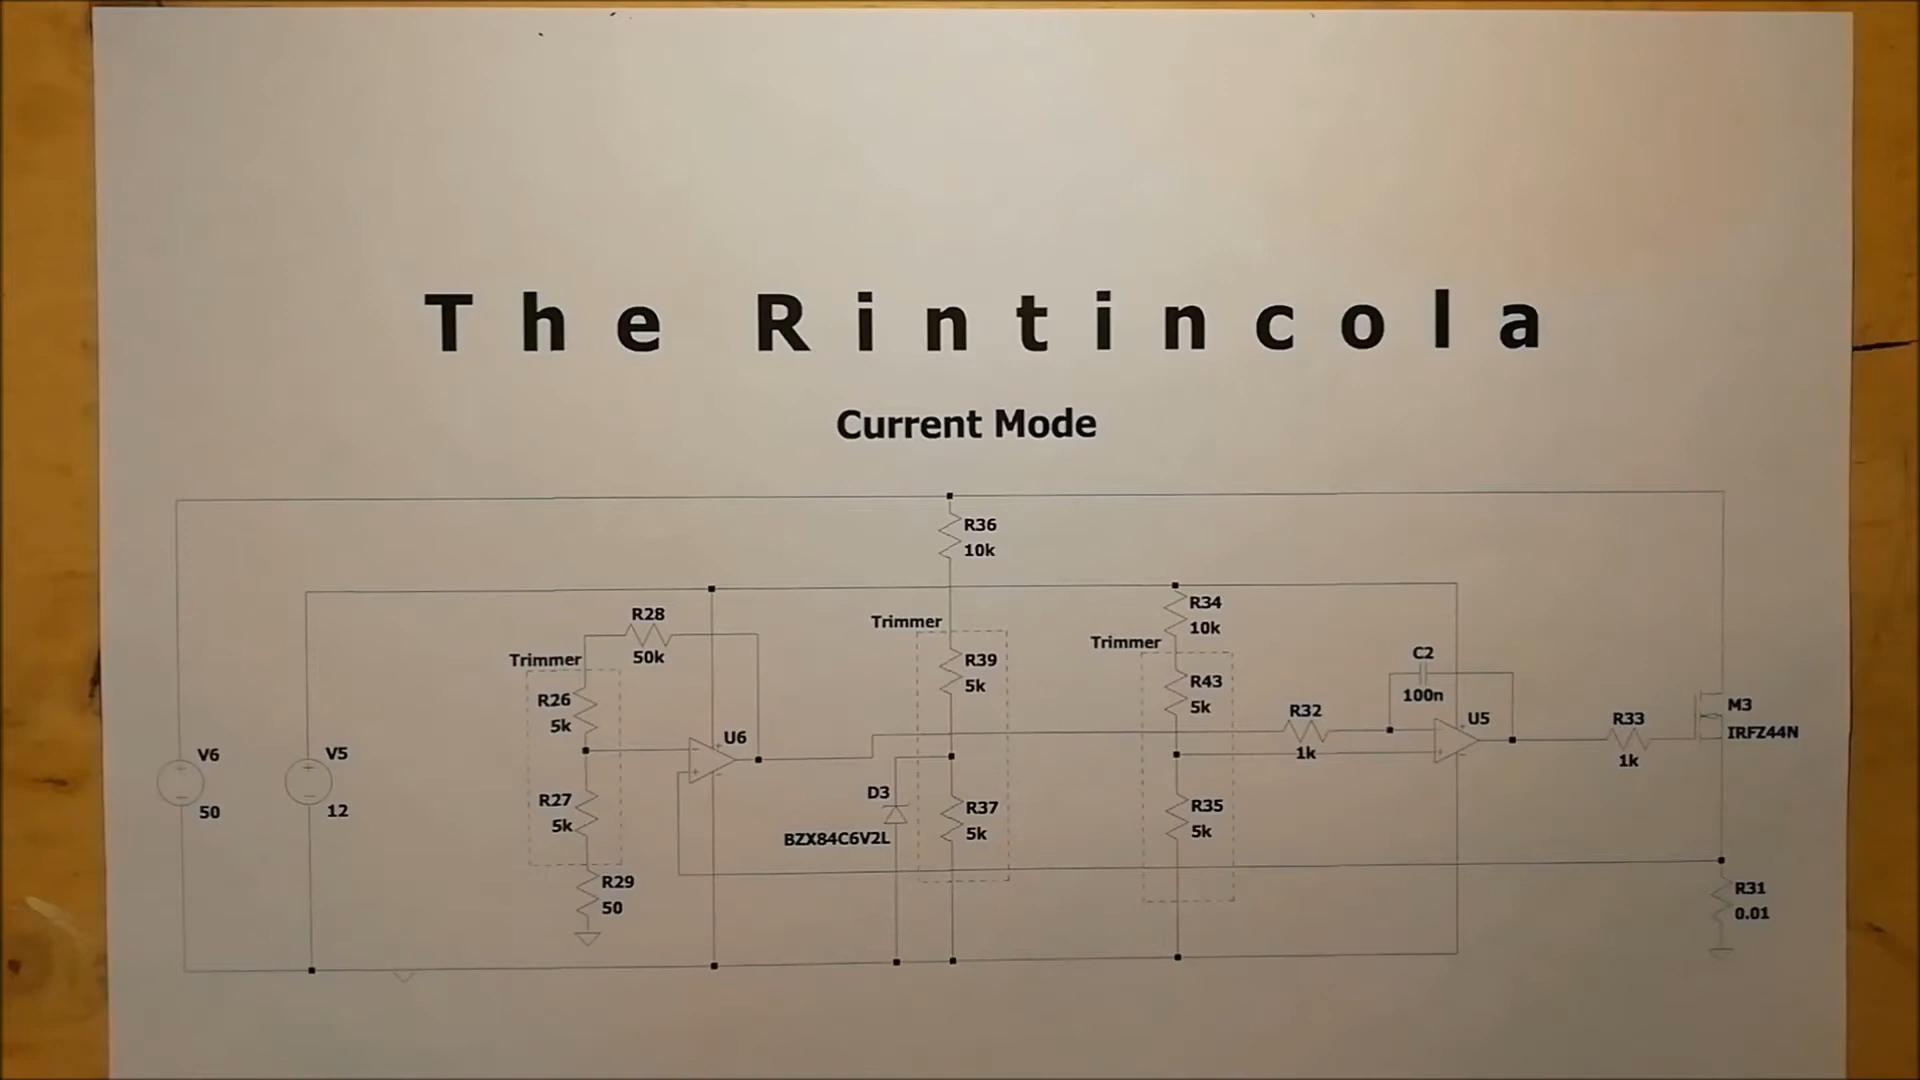 The Rintincola
Current Mode
R36
10k
R34
10k
R28
50k
Trimmer
Trimmer
Trimmer
R39
5k
R43
5k
C2
100n
R26
5k
R32
1k
U5
R33
1k
M3
IRFZ44N
U6
V6
50
V5
12
R27
5k
D3
BZX84C6V2L
R37
5k
R35
5k
R29
50
R31
0.01